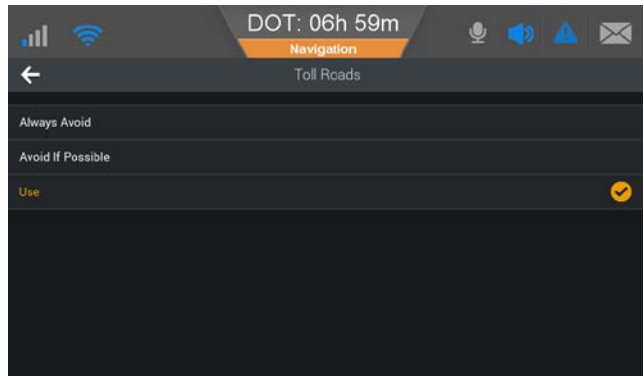 DOT: 06h 59m
Navigation
Toll Roads
Always Avoid
Avoid If Possible
Use